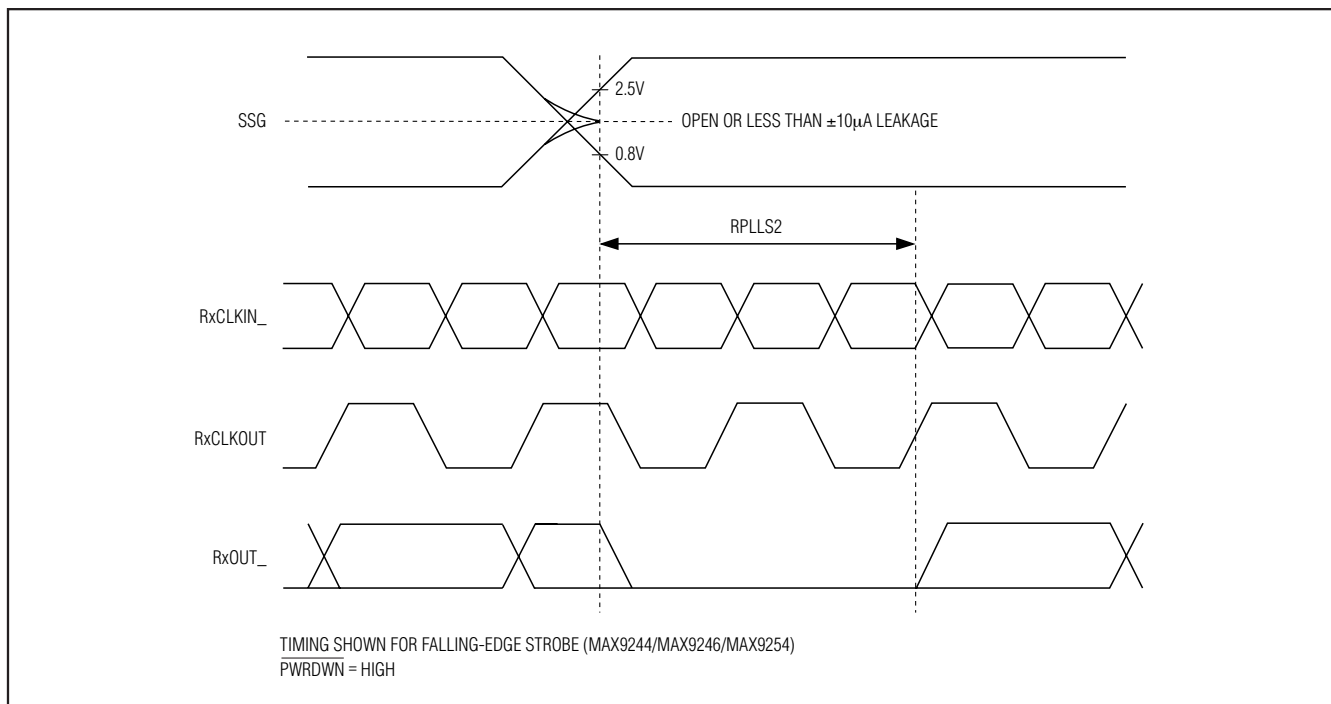 2.5V
SSG
OPEN OR LESS THAN ±10µA LEAKAGE
0.8V
RPLLS2
RxCLKIN_
RxCLKOUT
RxOUT_
TIMING SHOWN FOR FALLING-EDGE STROBE (MAX9244/MAX9246/MAX9254)
PWRDWN = HIGH